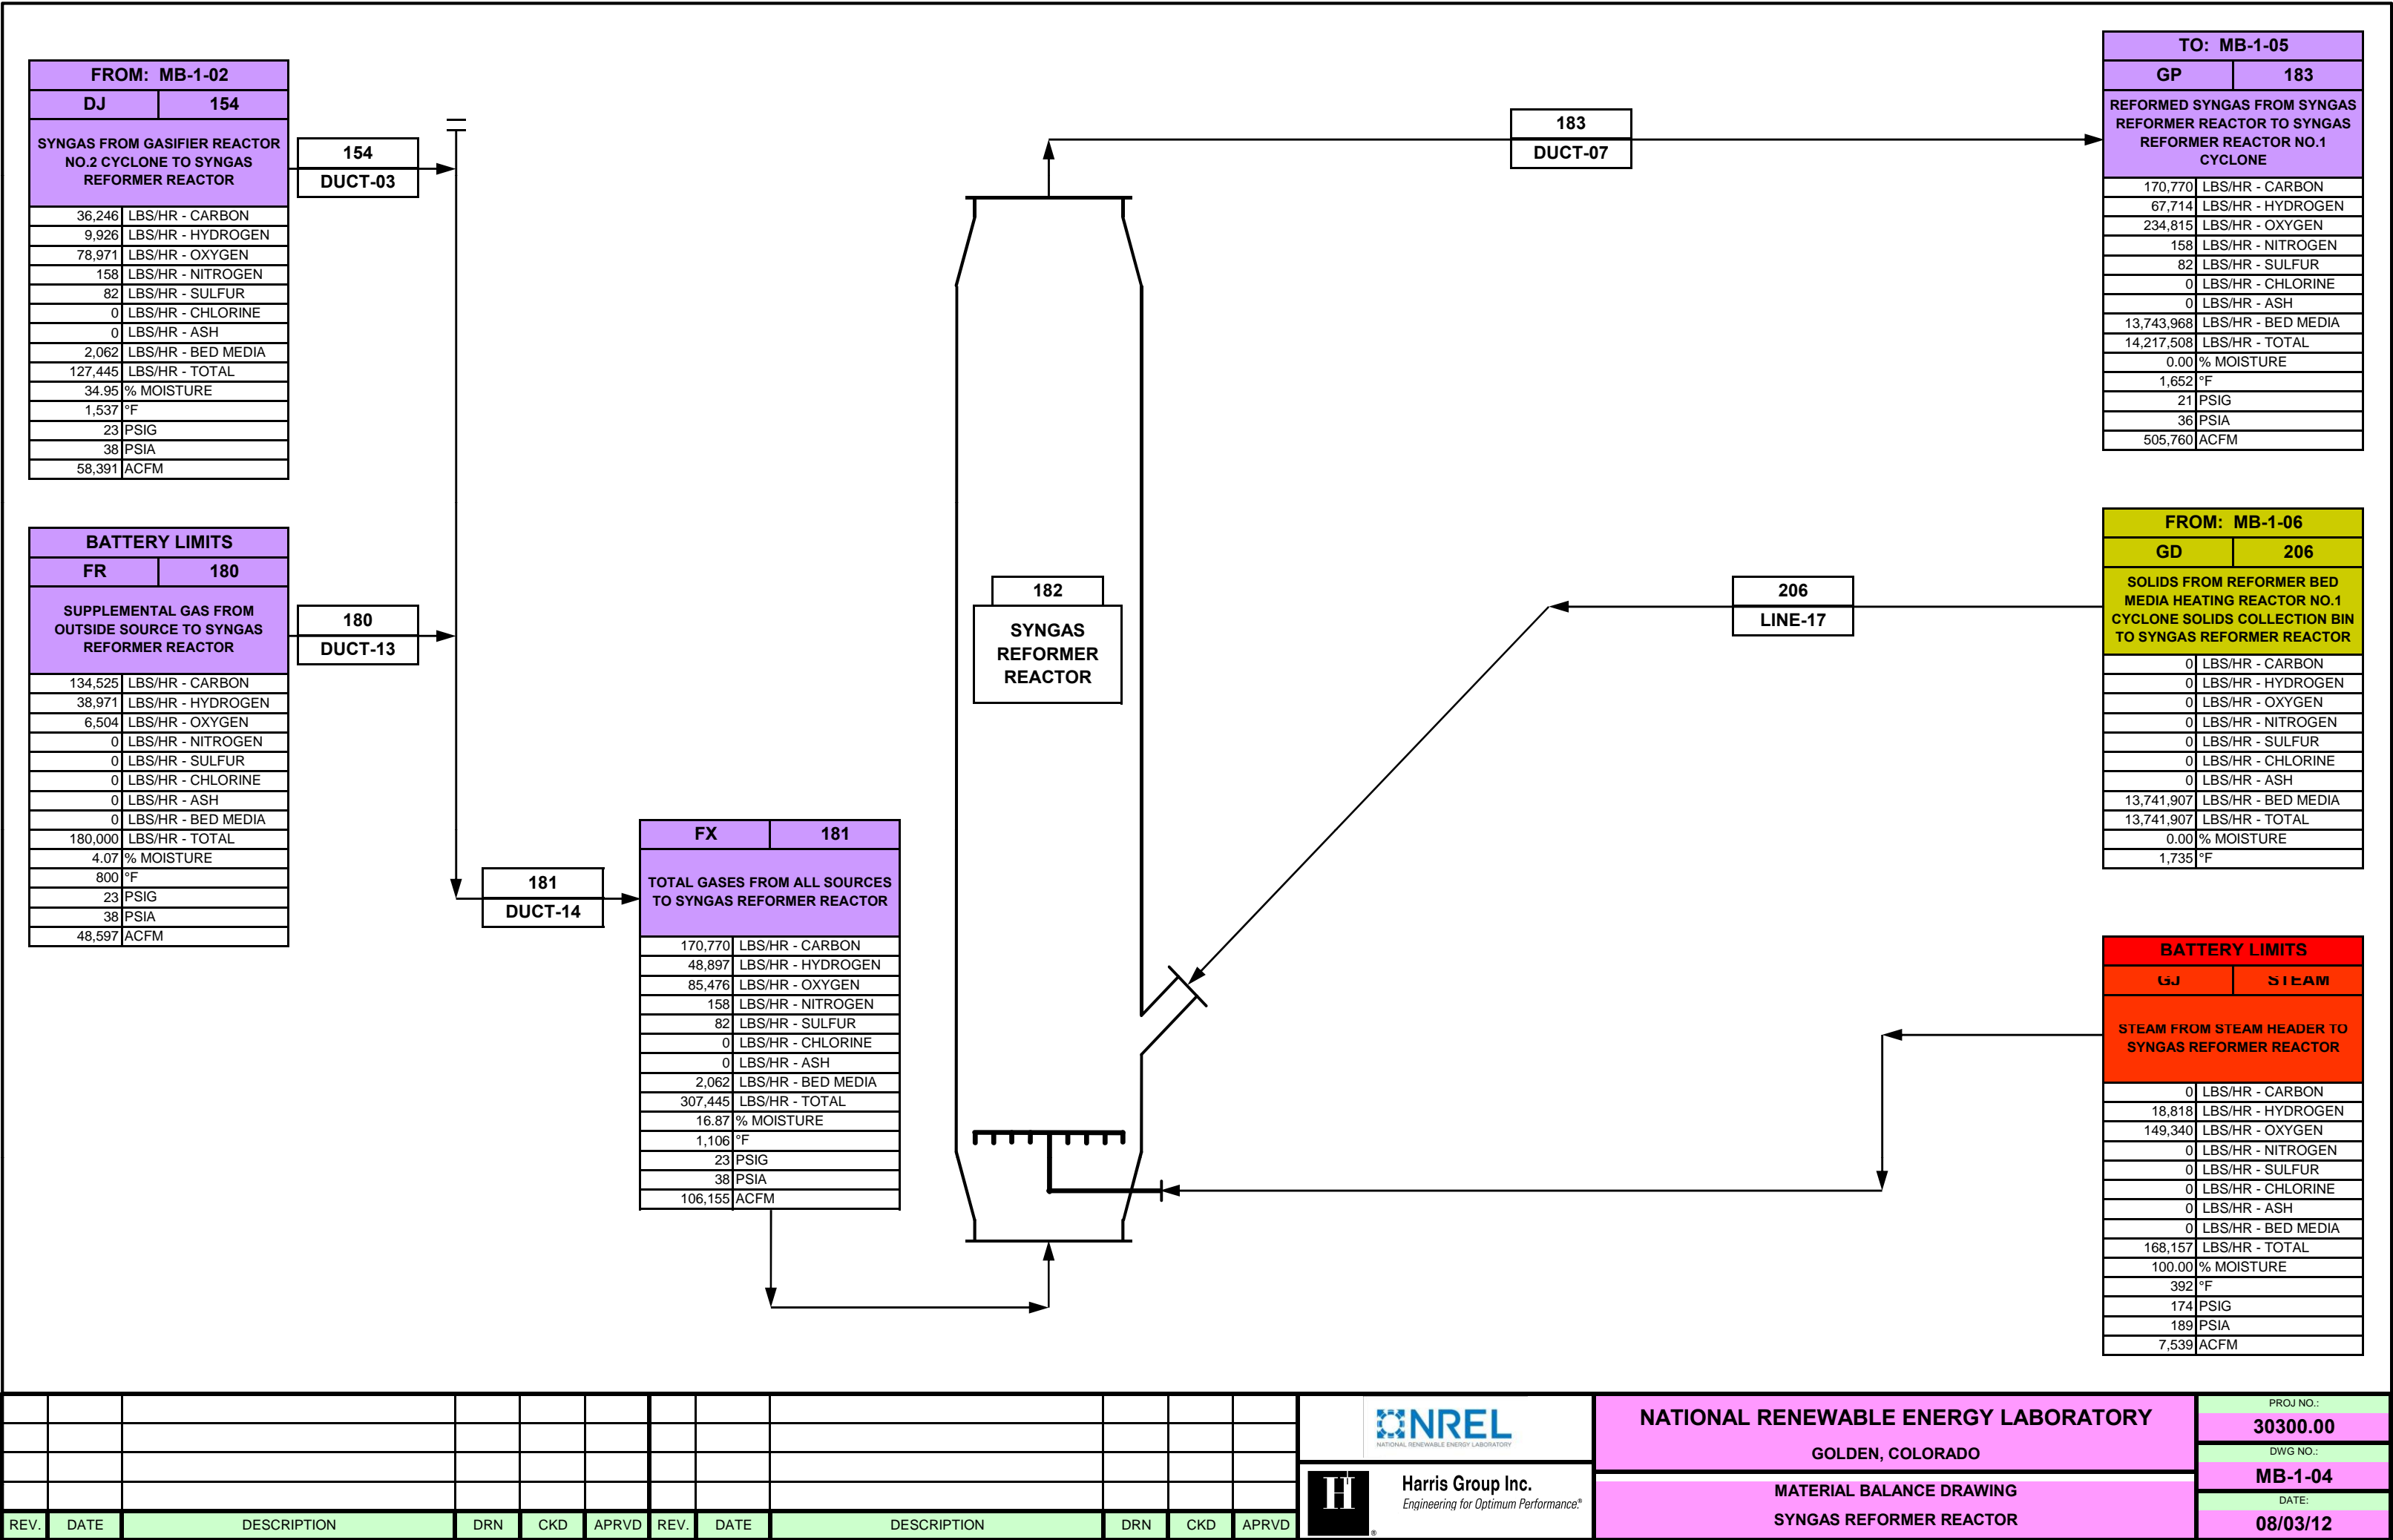 FROM: MB-1-02
DJ 154
SYNGAS FROM GASIFIER REACTOR
NO.2 CYCLONE TO SYNGAS
REFORMER REACTOR
36,246 LBS/HR - CARBON
9,926 LBS/HR - HYDROGEN
78,971 LBS/HR - OXYGEN
158 LBS/HR - NITROGEN
82 LBS/HR - SULFUR
0 LBS/HR - CHLORINE
0 LBS/HR - ASH
2,062 LBS/HR - BED MEDIA
127,445 LBS/HR - TOTAL
34.95 % MOISTURE
1,537 °F
23 PSIG
38 PSIA
58,391 ACFM
154
DUCT-03
BATTERY LIMITS
FR 180
SUPPLEMENTAL GAS FROM
OUTSIDE SOURCE TO SYNGAS
REFORMER REACTOR
134,525 LBS/HR - CARBON
38,971 LBS/HR - HYDROGEN
6,504 LBS/HR - OXYGEN
0 LBS/HR - NITROGEN
0 LBS/HR - SULFUR
0 LBS/HR - CHLORINE
0 LBS/HR - ASH
0 LBS/HR - BED MEDIA
180,000 LBS/HR - TOTAL
4.07 % MOISTURE
800 °F
23 PSIG
38 PSIA
48,597 ACFM
180
DUCT-13
181
DUCT-14
FX 181
TOTAL GASES FROM ALL SOURCES
TO SYNGAS REFORMER REACTOR
170,770 LBS/HR - CARBON
48,897 LBS/HR - HYDROGEN
85,476 LBS/HR - OXYGEN
158 LBS/HR - NITROGEN
82 LBS/HR - SULFUR
0 LBS/HR - CHLORINE
0 LBS/HR - ASH
2,062 LBS/HR - BED MEDIA
307,445 LBS/HR - TOTAL
16.87 % MOISTURE
1,106 °F
23 PSIG
38 PSIA
106,155 ACFM
182
SYNGAS
REFORMER
REACTOR
183
DUCT-07
206
LINE-17
TO: MB-1-05
GP 183
REFORMED SYNGAS FROM SYNGAS
REFORMER REACTOR TO SYNGAS
REFORMER REACTOR NO.1
CYCLONE
170,770 LBS/HR - CARBON
67,714 LBS/HR - HYDROGEN
234,815 LBS/HR - OXYGEN
158 LBS/HR - NITROGEN
82 LBS/HR - SULFUR
0 LBS/HR - CHLORINE
0 LBS/HR - ASH
13,743,968 LBS/HR - BED MEDIA
14,217,508 LBS/HR - TOTAL
0.00 % MOISTURE
1,652 °F
21 PSIG
36 PSIA
505,760 ACFM
FROM: MB-1-06
GD 206
SOLIDS FROM REFORMER BED
MEDIA HEATING REACTOR NO.1
CYCLONE SOLIDS COLLECTION BIN
TO SYNGAS REFORMER REACTOR
0 LBS/HR - CARBON
0 LBS/HR - HYDROGEN
0 LBS/HR - OXYGEN
0 LBS/HR - NITROGEN
0 LBS/HR - SULFUR
0 LBS/HR - CHLORINE
0 LBS/HR - ASH
13,741,907 LBS/HR - BED MEDIA
13,741,907 LBS/HR - TOTAL
0.00 % MOISTURE
1,735 °F
BATTERY LIMITS
GJ STEAM
STEAM FROM STEAM HEADER TO
SYNGAS REFORMER REACTOR
0 LBS/HR - CARBON
18,818 LBS/HR - HYDROGEN
149,340 LBS/HR - OXYGEN
0 LBS/HR - NITROGEN
0 LBS/HR - SULFUR
0 LBS/HR - CHLORINE
0 LBS/HR - ASH
0 LBS/HR - BED MEDIA
168,157 LBS/HR - TOTAL
100.00 % MOISTURE
392 °F
174 PSIG
189 PSIA
7,539 ACFM
REV. DATE DESCRIPTION DRN CKD APRVD REV. DATE DESCRIPTION DRN CKD APRVD
NREL
NATIONAL RENEWABLE ENERGY LABORATORY
H
Harris Group Inc.
Engineering for Optimum Performance.®
®
NATIONAL RENEWABLE ENERGY LABORATORY
GOLDEN, COLORADO
MATERIAL BALANCE DRAWING
SYNGAS REFORMER REACTOR
PROJ NO.:
30300.00
DWG NO.:
MB-1-04
DATE:
08/03/12